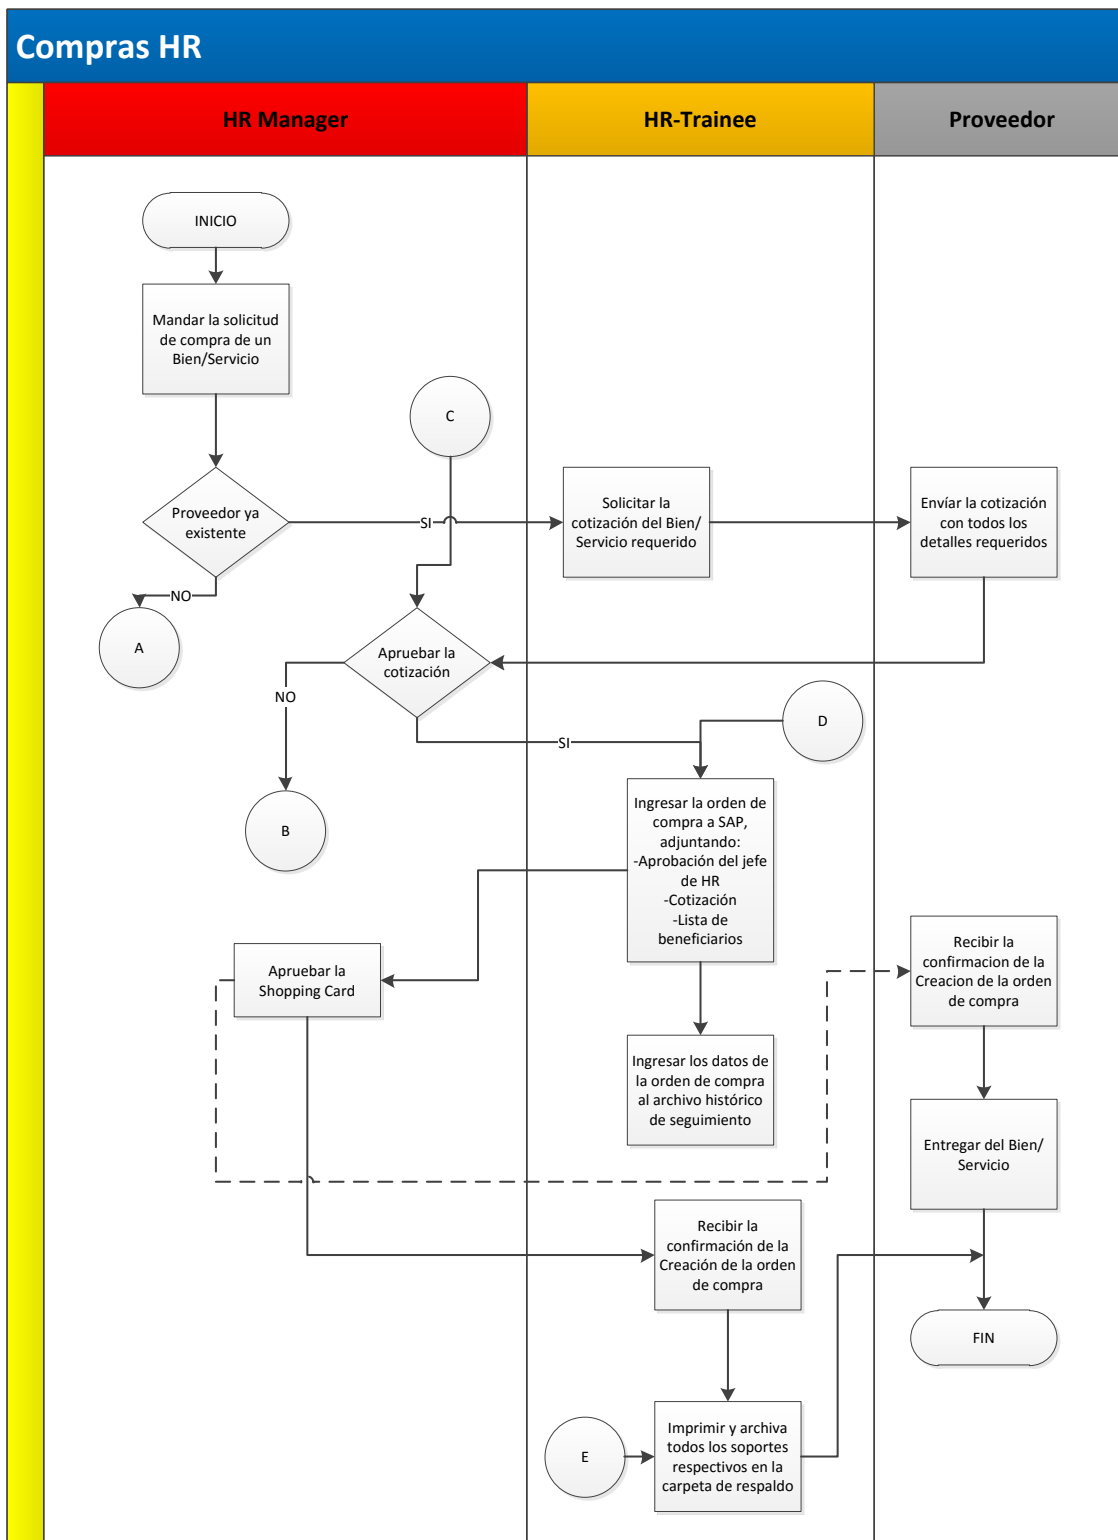 Compras HR
HR Manager
HR-Trainee
Proveedor
INICIO
Mandar la solicitud
de compra de un
Bien/Servicio
C
Proveedor ya
existente
SI
Solicitar la
cotización del Bien/
Servicio requerido
Envíar la cotización
con todos los
detalles requeridos
NO
A
Apruebar la
cotización
NO
SI
D
B
Ingresar la orden de
compra a SAP,
adjuntando:
-Aprobación del jefe
de HR
-Cotización
-Lista de
beneficiarios
Apruebar la
Shopping Card
Recibir la
confirmacion de la
Creacion de la orden
de compra
Ingresar los datos de
la orden de compra
al archivo histórico
de seguimiento
Entregar del Bien/
Servicio
Recibir la
confirmación de la
Creación de la orden
de compra
FIN
E
Imprimir y archiva
todos los soportes
respectivos en la
carpeta de respaldo